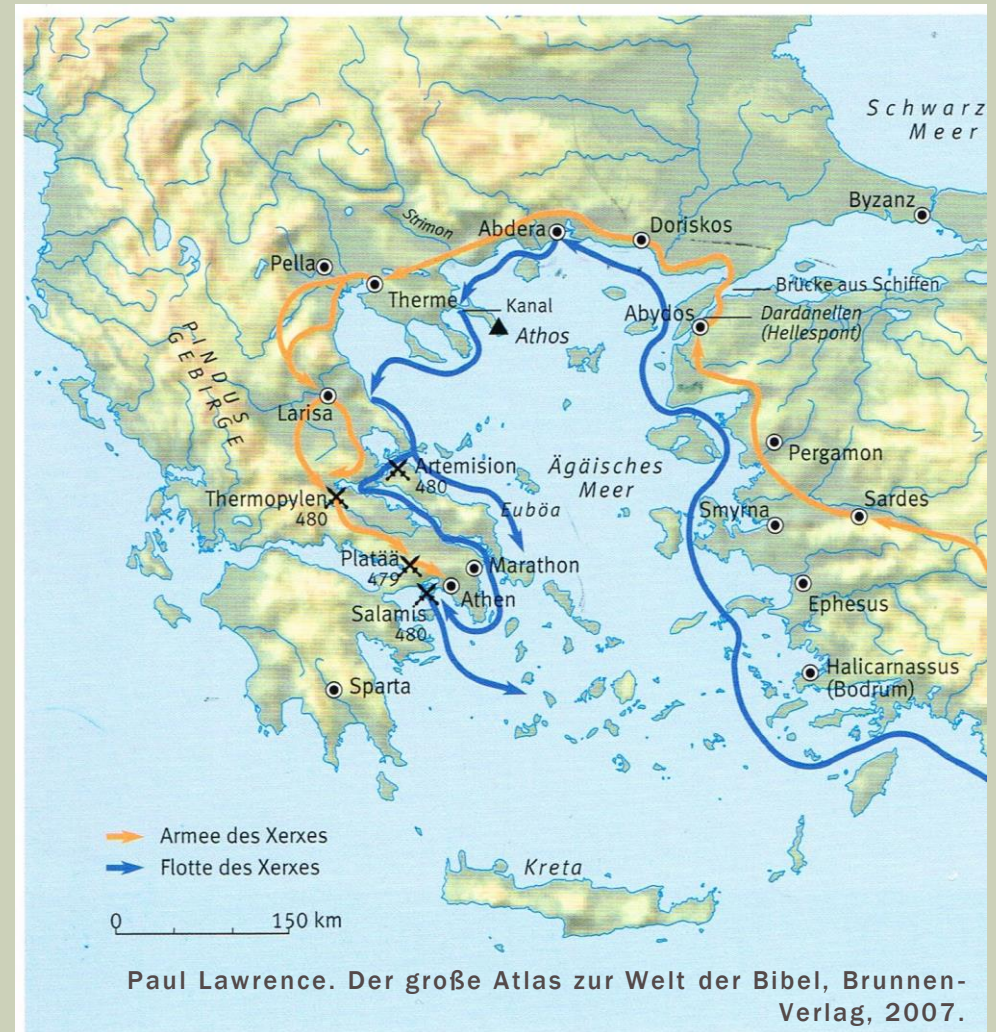 Schwarz
Meer
Byzanz
Strimon
Abdera
Doriskos
Pella
Brücke aus Schiffen
Therme
Kanal
Abydos
Dardanellen
(Hellespont)
Athos
PINDUS
GEBIRGE
Larisa
Pergamon
Artemision
480
Ägäisches
Meer
Thermopylen
480
Euböa
Smyrna
Sardes
Platää
479
Marathon
Athen
Salamis
480
Ephesus
Sparta
Halicarnassus
(Bodrum)
Armee des Xerxes
Flotte des Xerxes
Kreta
0 150 km
Paul Lawrence. Der große Atlas zur Welt der Bibel, Brunnen-
Verlag, 2007.